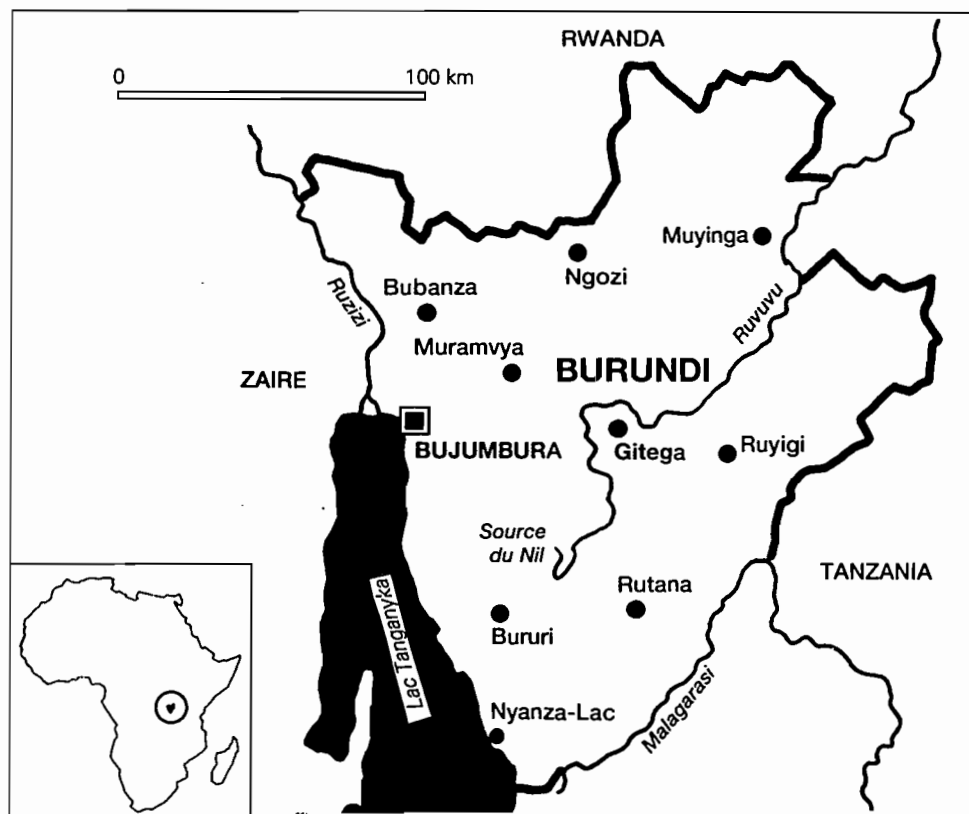 RWANDA
0 100 km
Muyinga
Ngozi
Ruzizi
Bubanza
Ruvuvu
Muramvya
BURUNDI
ZAIRE
BUJUMBURA
Gitega
Ruyigi
Source
du Nil
TANZANIA
Rutana
Lac Tanganyka
Bururi
Malagarasi
Nyanza-Lac